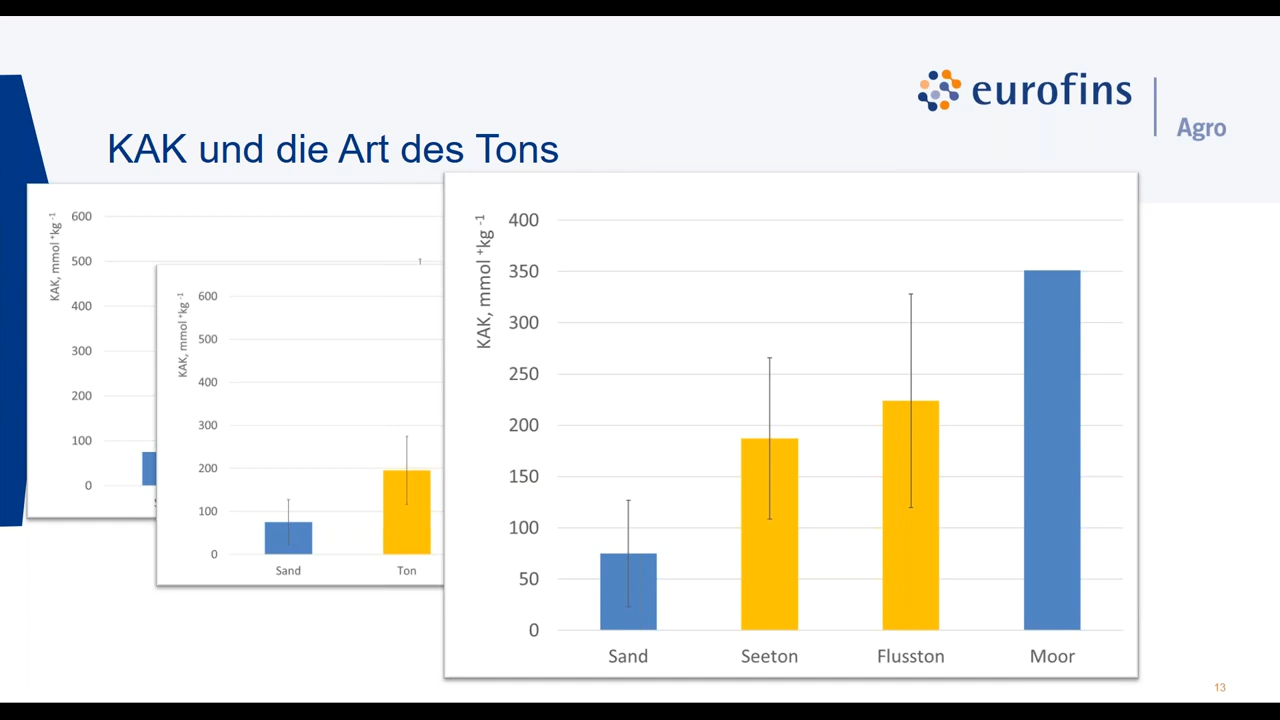 eurofins
Agro
KAK und die Art des Tons
KAK, mmol +kg -1
600
500
400
300
200
100
0
KAK, mmol +kg -1
600
500
400
300
200
100
0
Sand
Ton
KAK, mmol +kg -1
400
350
300
250
200
150
100
50
0
Sand
Seeton
Flusston
Moor
13